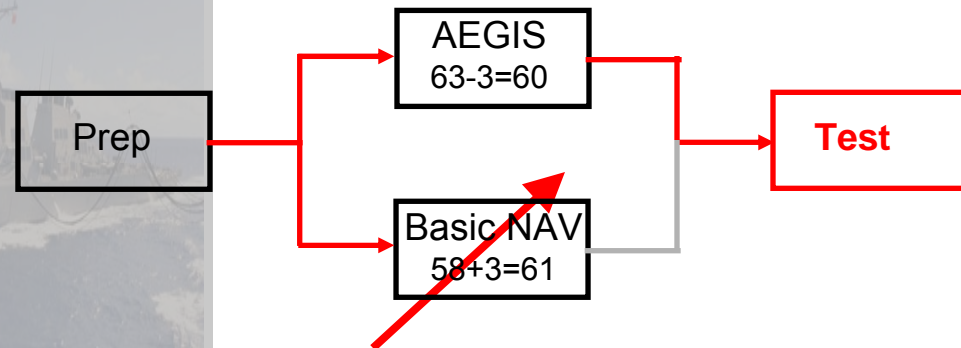 AEGIS
63-3=60
Prep
Test
Basic NAV
58+3=61